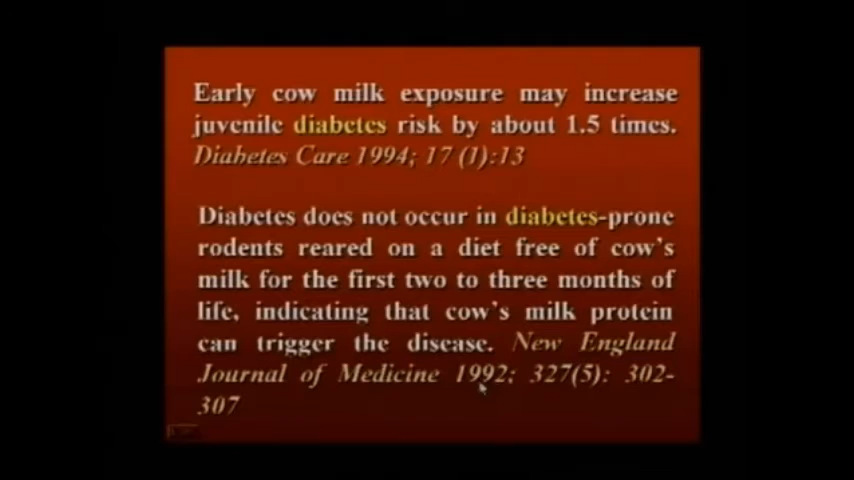 Early cow milk exposure may increase
juvenile diabetes risk by about 1.5 times.
Diabetes Care 1994; 17 (1):13
Diabetes does not occur in diabetes-prone
rodents reared on a diet free of cow's
milk for the first two to three months of
life, indicating that cow's milk protein
can trigger the disease. New England
Journal of Medicine 1992; 327(5): 302-
307